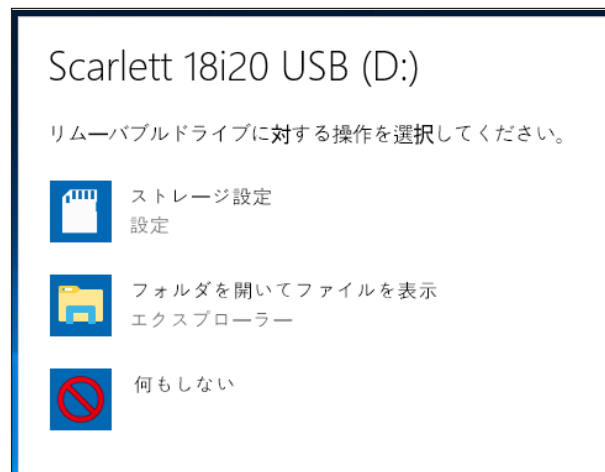 Scarlett 18i20 USB (D:)
リムーバブルドライブに対する操作を選択してください。
ストレージ設定
設定
フォルダを開いてファイルを表示
エクスプローラー
何もしない